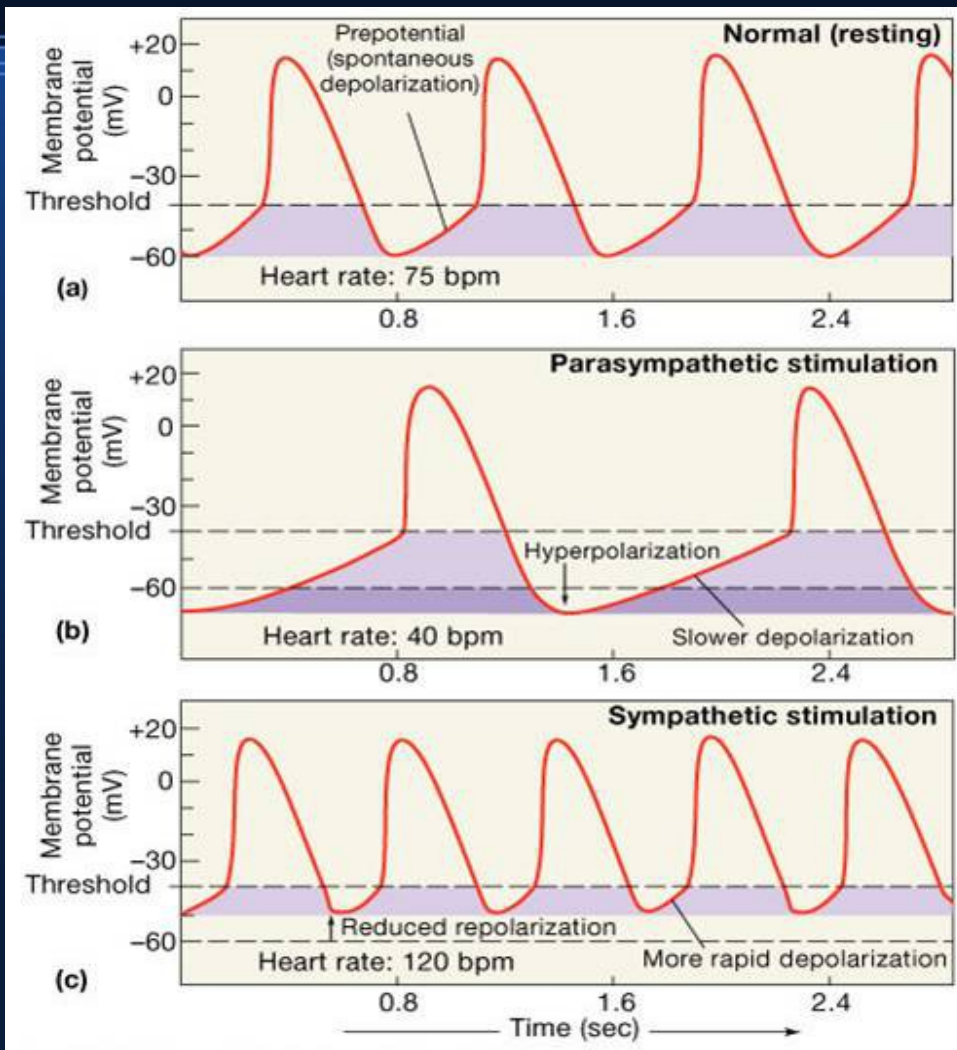 Normal (resting)
Prepotential
(spontaneous
depolarization)
Membrane
potential
(mV)
+20
0
−30
Threshold
−60
(a)
Heart rate: 75 bpm
0.8
1.6
2.4
Parasympathetic stimulation
Membrane
potential
(mV)
+20
0
−30
Threshold
−60
Hyperpolarization
(b)
Heart rate: 40 bpm
Slower depolarization
0.8
1.6
2.4
Sympathetic stimulation
Membrane
potential
(mV)
+20
0
−30
Threshold
−60
Reduced repolarization
(c)
Heart rate: 120 bpm
More rapid depolarization
0.8
1.6
2.4
Time (sec)